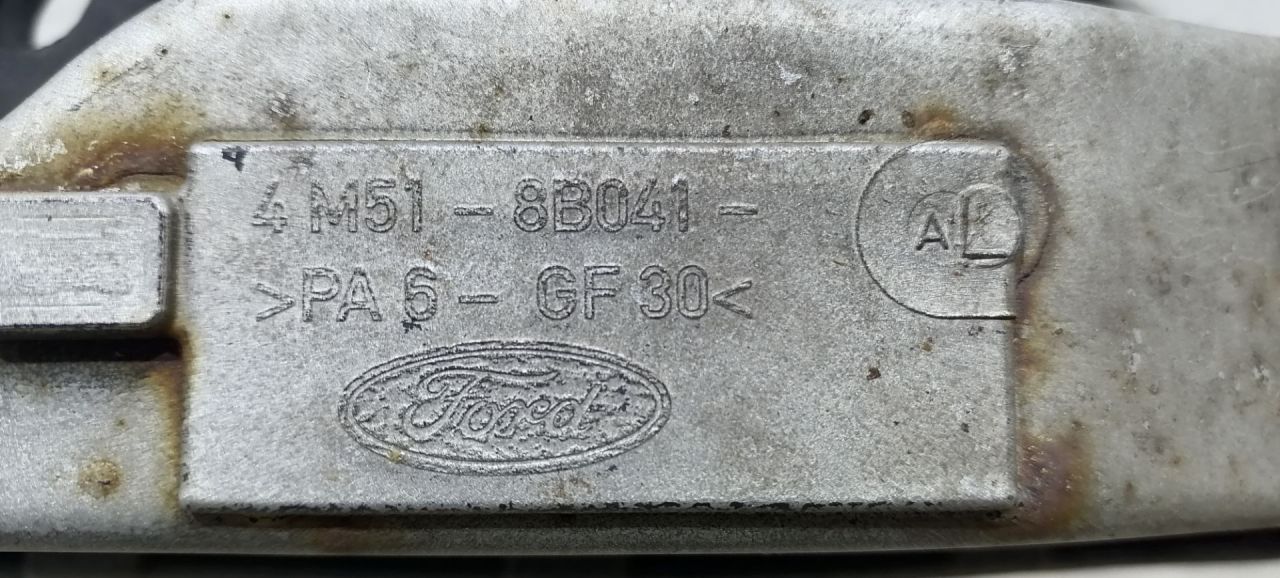 4M51 - 8B041 -
AL
>PA 6 - GF 30<
Ford